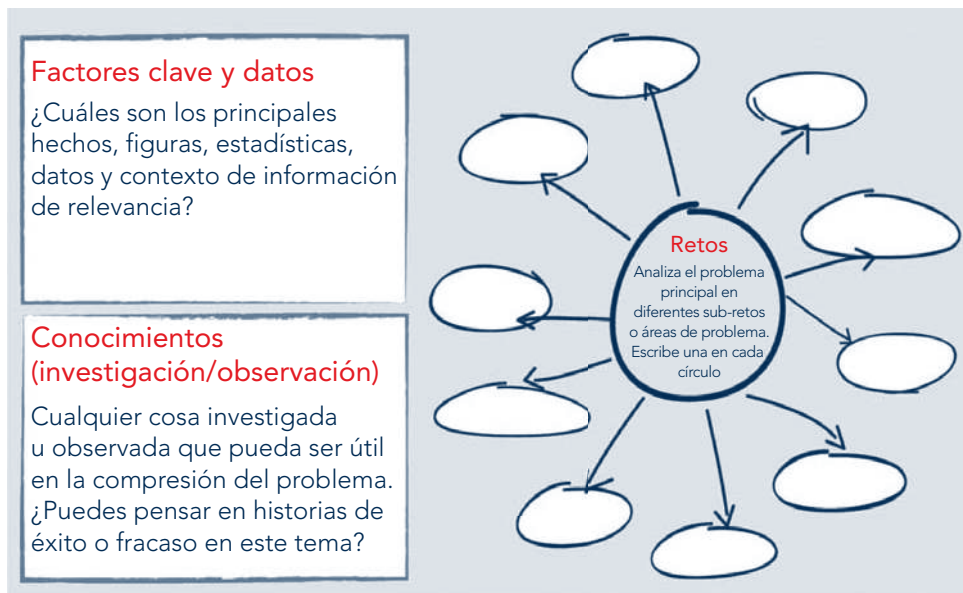 Factores clave y datos
¿Cuáles son los principales
hechos, figuras, estadísticas,
datos y contexto de información
de relevancia?
Conocimientos
(investigación/observación)
Cualquier cosa investigada
u observada que pueda ser útil
en la compresión del problema.
¿Puedes pensar en historias de
éxito o fracaso en este tema?
Retos
Analiza el problema
principal en
diferentes sub-retos
o áreas de problema.
Escribe una en cada
círculo